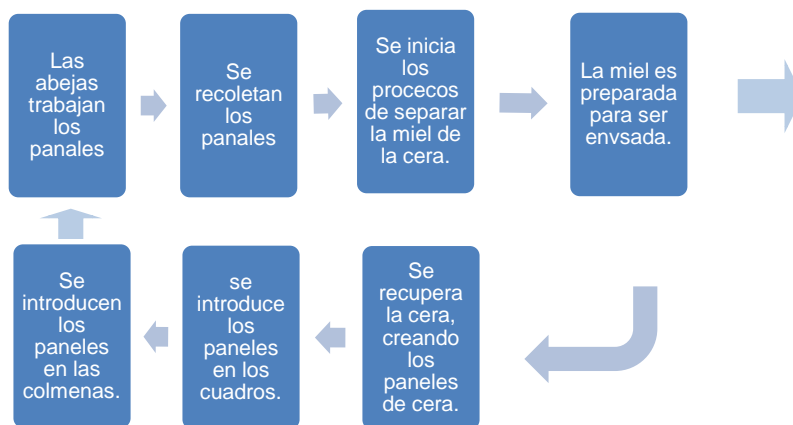 Las
abejas
trabajan
los
panales
Se
recoletan
los
panales
Se inicia
los
procecos
de separar
la miel de
la cera.
La miel es
preparada
para ser
envsada.
Se
recupera
la cera,
creando
los
paneles
de cera.
se
introduce
los
paneles
en los
cuadros.
Se
introducen
los
paneles
en las
colmenas.